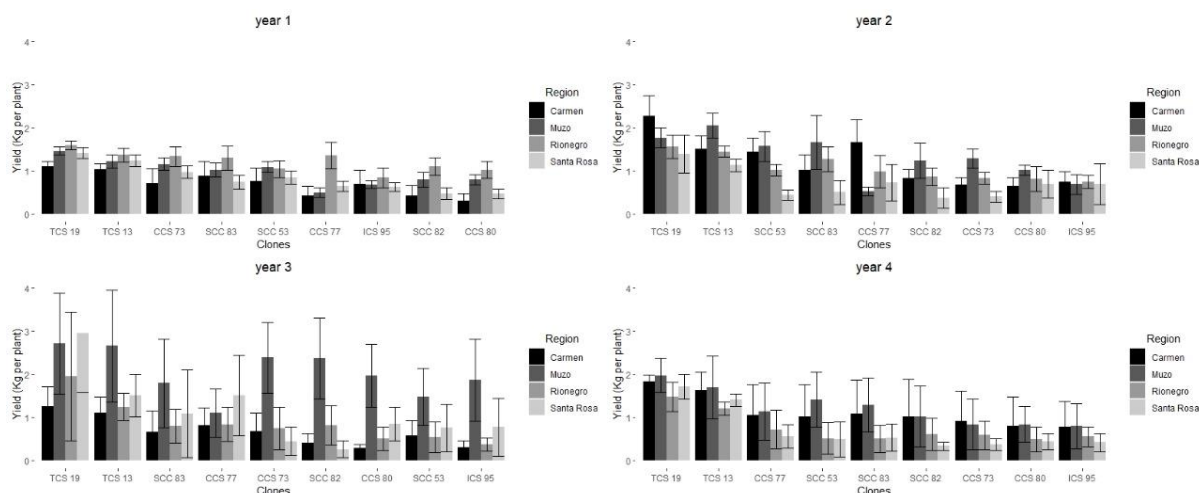 year 1
Yield (Kg per plant)
4
3
2
1
0
TCS 19 TCS 13 CCS 73 SCC 83 SCC 53 CCS 77 ICS 95 SCC 82 CCS 80
Clones
Region
Carmen
Muzo
Rionegro
Santa Rosa
year 2
Yield (Kg per plant)
4
3
2
1
0
TCS 19 TCS 13 SCC 53 SCC 83 CCS 77 SCC 82 CCS 73 CCS 80 ICS 95
Clones
Region
Carmen
Muzo
Rionegro
Santa Rosa
year 3
Yield (Kg per plant)
4
3
2
1
0
TCS 19 TCS 13 SCC 83 CCS 77 CCS 73 SCC 82 CCS 80 SCC 53 ICS 95
Clones
Region
Carmen
Muzo
Rionegro
Santa Rosa
year 4
Yield (Kg per plant)
4
3
2
1
0
TCS 19 TCS 13 CCS 77 SCC 53 SCC 83 SCC 82 CCS 73 CCS 80 ICS 95
Clones
Region
Carmen
Muzo
Rionegro
Santa Rosa